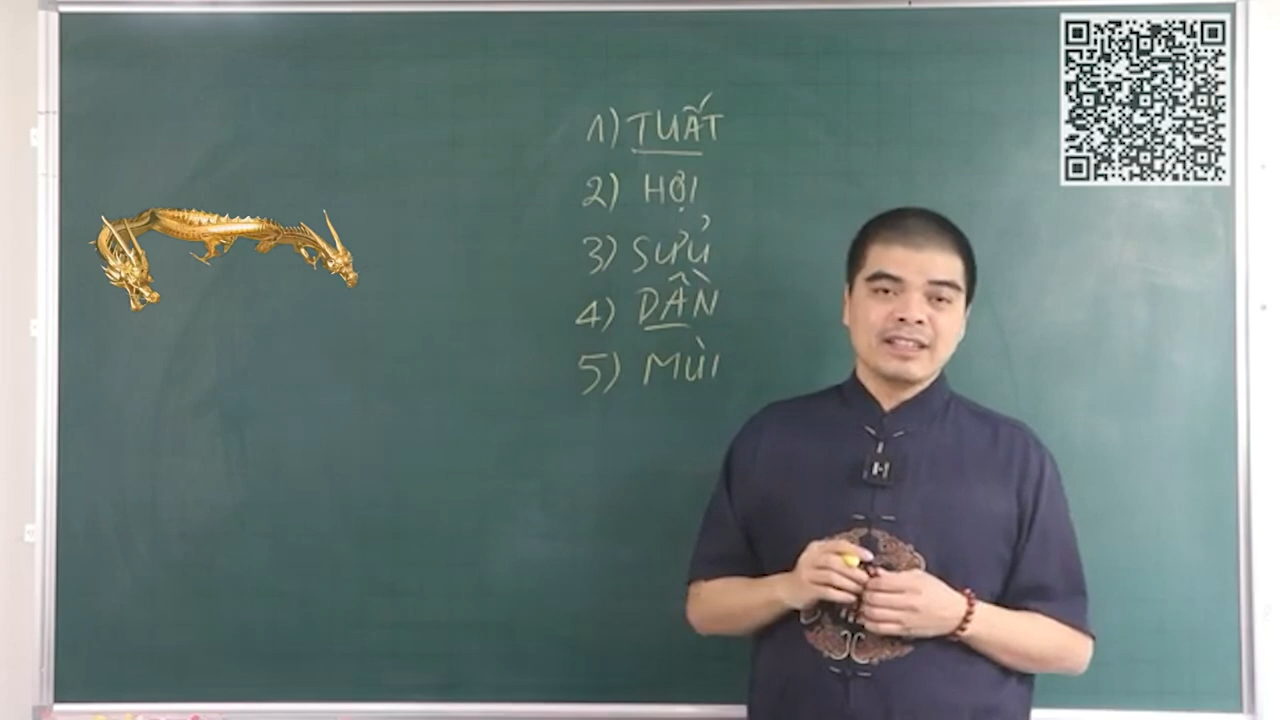 1) TUẤT
2) HỢI
3) SỬU
4) DẦN
5) MÙI